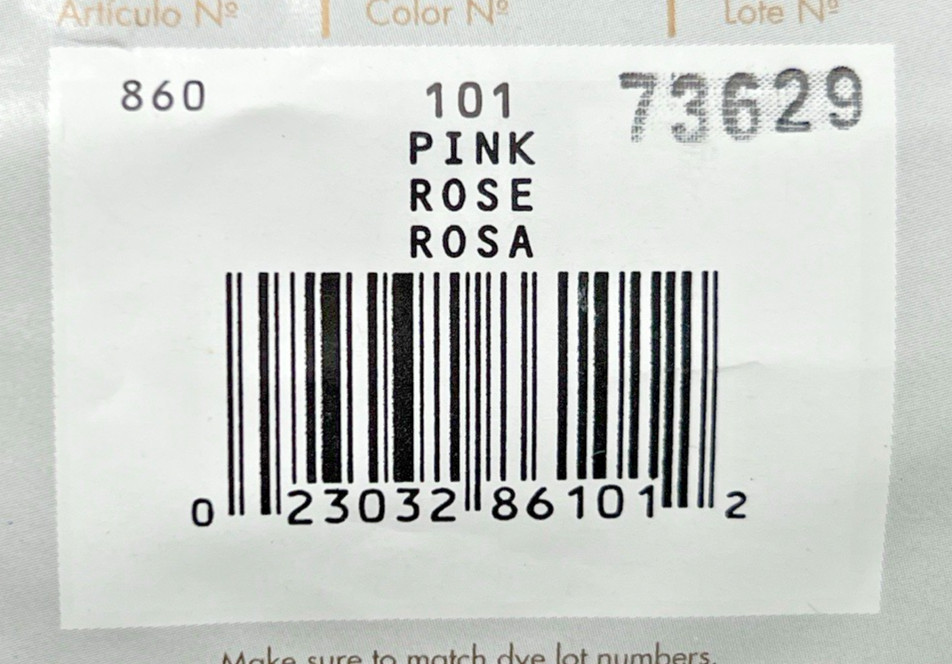 Artículo Nº Color Nº Lote Nº
860 101 73629
PINK
ROSE
ROSA
0 23032 86101 2
Make sure to match dye lot numbers.